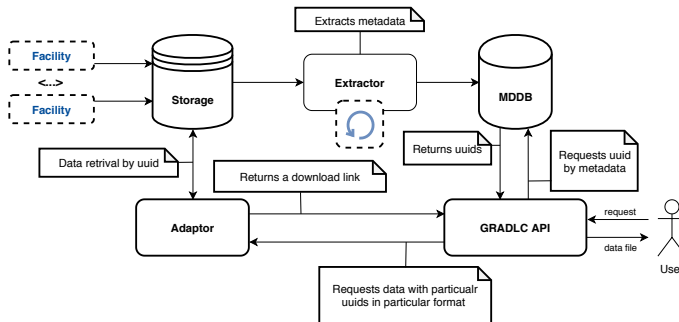 Extracts metadata
Facility
<...>
Facility
Storage
Extractor
MDDB
Data retrival by uuid
Returns a download link
Returns uuids
Requests uuid
by metadata
Adaptor
GRADLC API
request
data file
Use
Requests data with particualr
uuids in particular format